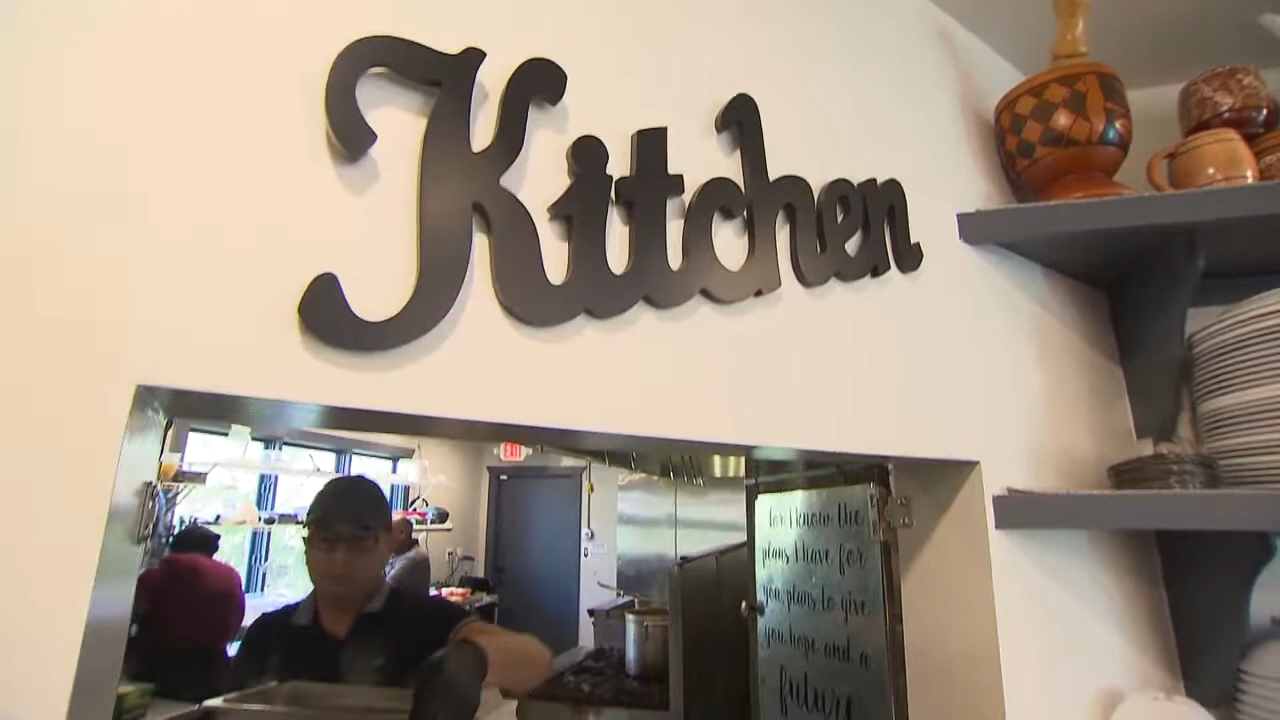 Kitchen
EXIT
for I know the
plans I have for
you, plans to give
you hope and a
future